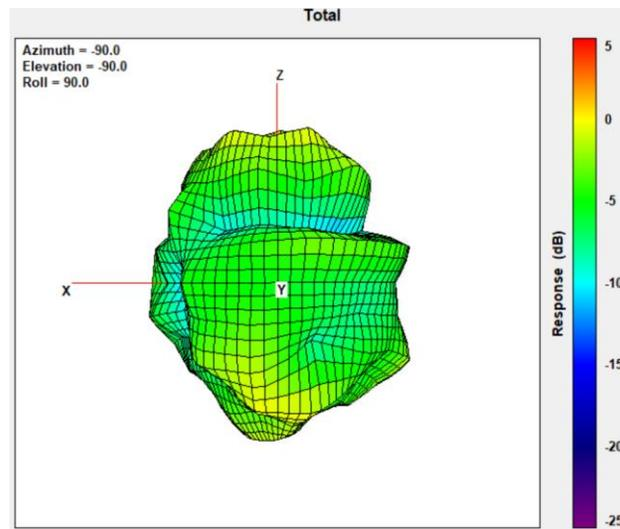 Total
Azimuth = -90.0
Elevation = -90.0
Roll = 90.0
Z
X
Y
5
0
-5
-10
-15
-20
-25
Response (dB)